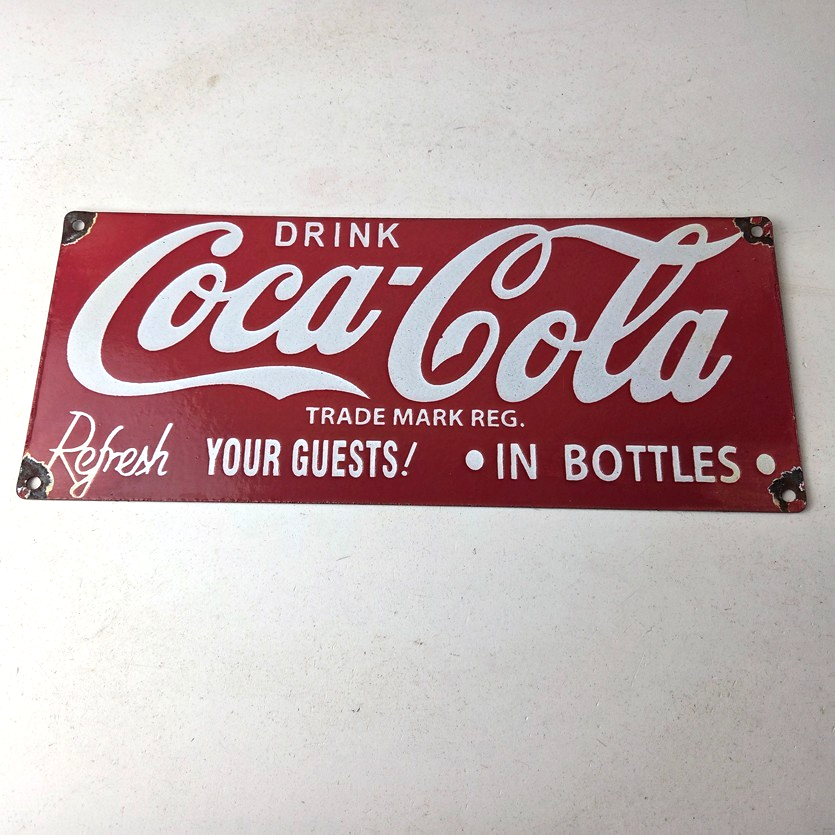 DRINK
Coca-Cola
TRADE MARK REG.
Refresh YOUR GUESTS! • IN BOTTLES •